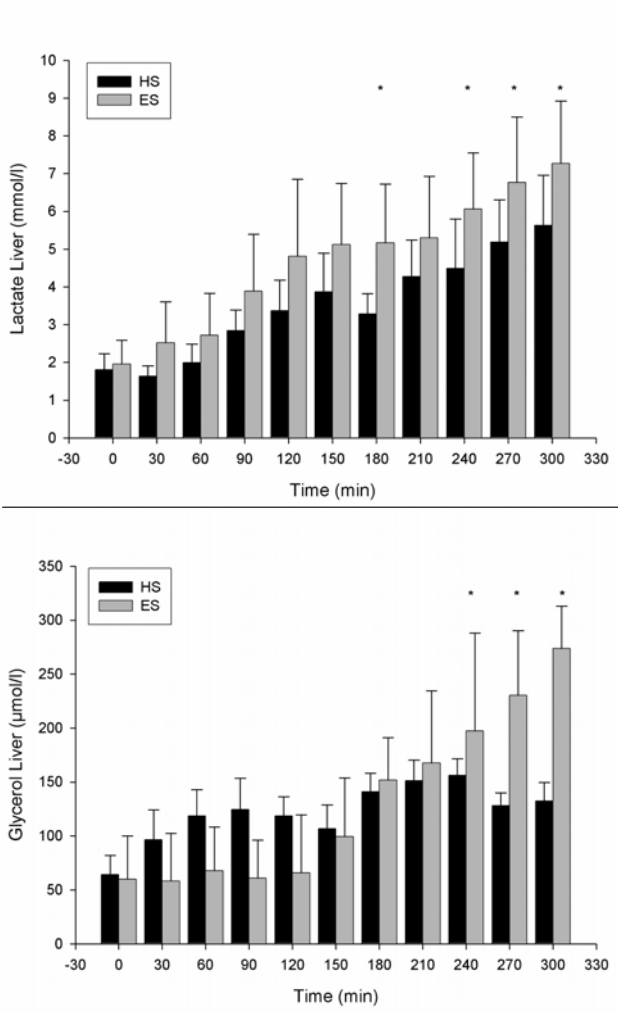 10
9
8
7
6
5
4
3
2
1
0
Lactate Liver (mmol/l)
HS
ES
* * * *
-30 0 30 60 90 120 150 180 210 240 270 300 330
Time (min)
350
300
250
200
150
100
50
0
Glycerol Liver (µmol/l)
HS
ES
* * *
-30 0 30 60 90 120 150 180 210 240 270 300 330
Time (min)